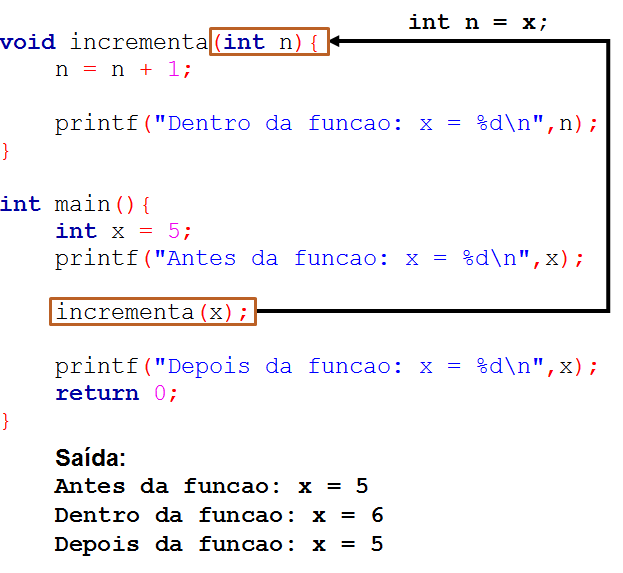 int n = x;
void incrementa(int n){
    n = n + 1;

    printf("Dentro da funcao: x = %d\n",n);
}

int main(){
    int x = 5;
    printf("Antes da funcao: x = %d\n",x);

    incrementa(x);

    printf("Depois da funcao: x = %d\n",x);
    return 0;
}
Saída:
Antes da funcao: x = 5
Dentro da funcao: x = 6
Depois da funcao: x = 5